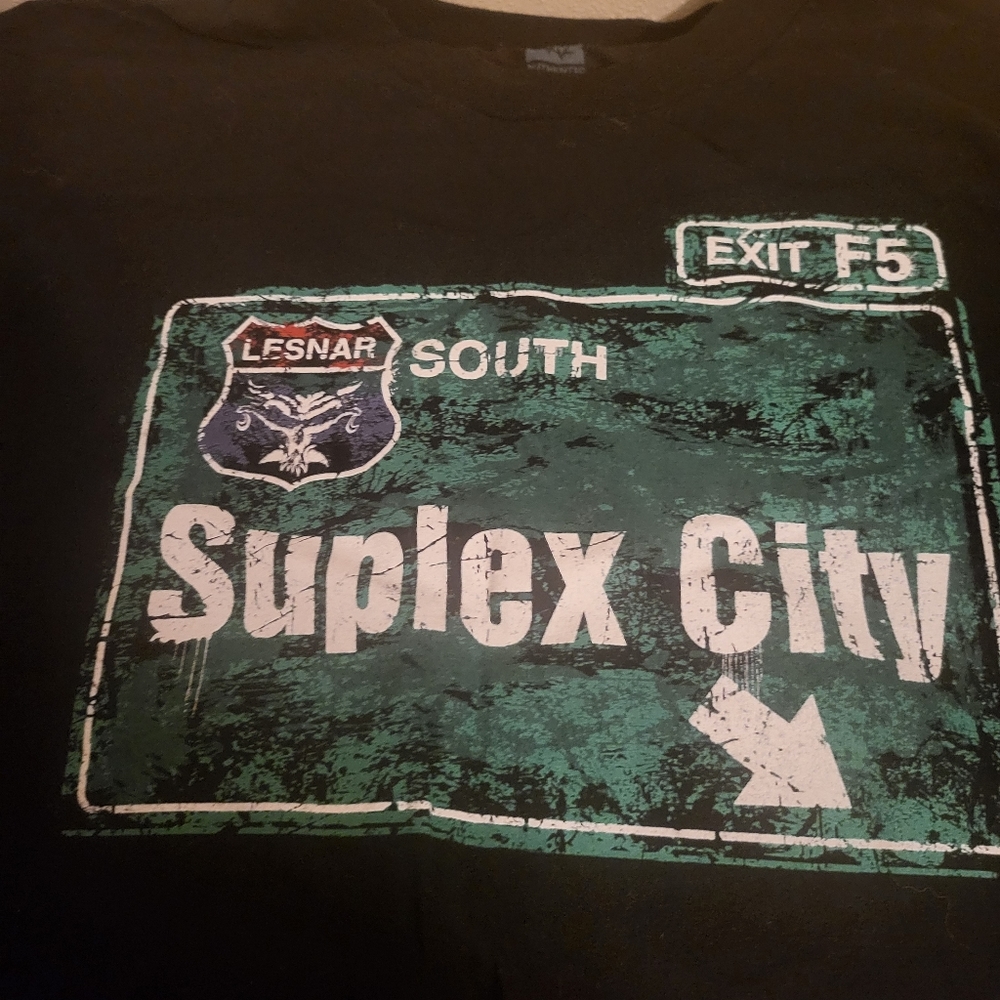 EXIT F5
LESNAR
SOUTH
Suplex City